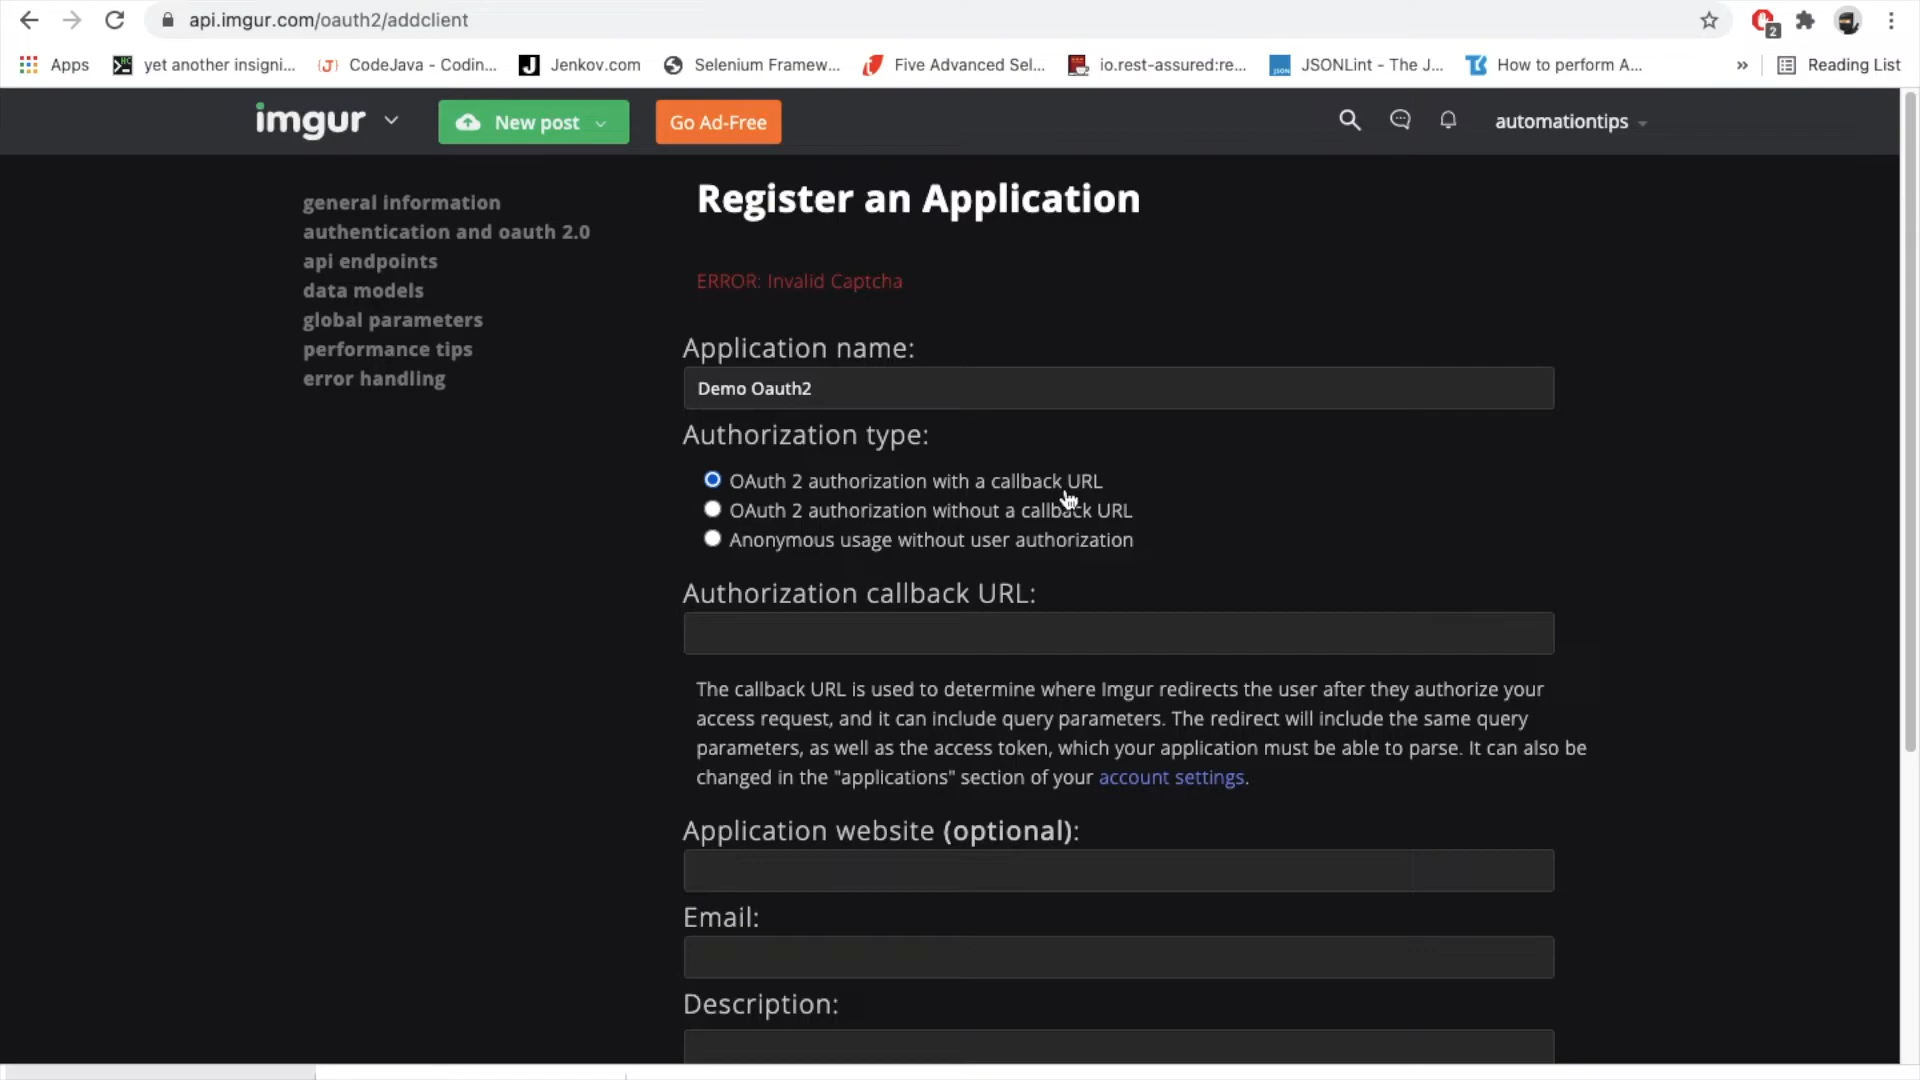 api.imgur.com/oauth2/addclient
2
Apps
yet another insigni...
CodeJava - Codin...
Jenkov.com
Selenium Framew...
Five Advanced Sel...
io.rest-assured:re...
JSONLint - The J...
How to perform A...
»
Reading List
imgur
New post
Go Ad-Free
automationtips
general information
authentication and oauth 2.0
api endpoints
data models
global parameters
performance tips
error handling
Register an Application
ERROR: Invalid Captcha
Application name:
Demo Oauth2
Authorization type:
OAuth 2 authorization with a callback URL
OAuth 2 authorization without a callback URL
Anonymous usage without user authorization
Authorization callback URL:
The callback URL is used to determine where Imgur redirects the user after they authorize your
access request, and it can include query parameters. The redirect will include the same query
parameters, as well as the access token, which your application must be able to parse. It can also be
changed in the "applications" section of your account settings.
Application website (optional):
Email:
Description: